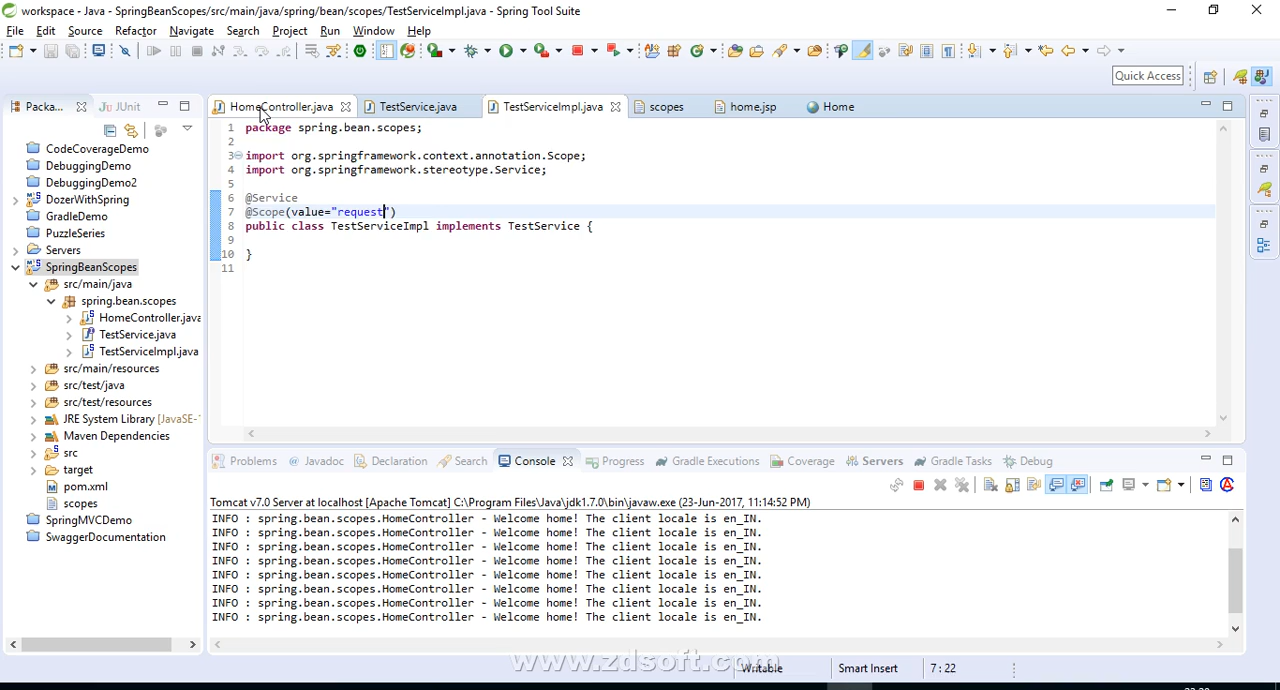 workspace - Java - SpringBeanScopes/src/main/java/spring/bean/scopes/TestServiceImpl.java - Spring Tool Suite
File Edit Source Refactor Navigate Search Project Run Window Help
Quick Access
Packa... JUnit
HomeController.java TestService.java TestServiceImpl.java scopes home.jsp Home
CodeCoverageDemo
DebuggingDemo
DebuggingDemo2
DozerWithSpring
GradleDemo
PuzzleSeries
Servers
SpringBeanScopes
src/main/java
spring.bean.scopes
HomeController.java
TestService.java
TestServiceImpl.java
src/main/resources
src/test/java
src/test/resources
JRE System Library [JavaSE-1
Maven Dependencies
src
target
pom.xml
scopes
SpringMVCDemo
SwaggerDocumentation
1 package spring.bean.scopes;
2
3 import org.springframework.context.annotation.Scope;
4 import org.springframework.stereotype.Service;
5
6 @Service
7 @Scope(value="request")
8 public class TestServiceImpl implements TestService {
9
10 }
11
Problems @ Javadoc Declaration Search Console Progress Gradle Executions Coverage Servers Gradle Tasks Debug
Tomcat v7.0 Server at localhost [Apache Tomcat] C:\Program Files\Java\jdk1.7.0\bin\javaw.exe (23-Jun-2017, 11:14:52 PM)
INFO : spring.bean.scopes.HomeController - Welcome home! The client locale is en_IN.
INFO : spring.bean.scopes.HomeController - Welcome home! The client locale is en_IN.
INFO : spring.bean.scopes.HomeController - Welcome home! The client locale is en_IN.
INFO : spring.bean.scopes.HomeController - Welcome home! The client locale is en_IN.
INFO : spring.bean.scopes.HomeController - Welcome home! The client locale is en_IN.
INFO : spring.bean.scopes.HomeController - Welcome home! The client locale is en_IN.
INFO : spring.bean.scopes.HomeController - Welcome home! The client locale is en_IN.
INFO : spring.bean.scopes.HomeController - Welcome home! The client locale is en_IN.
www.zdsoft.com
Writable Smart Insert 7 : 22